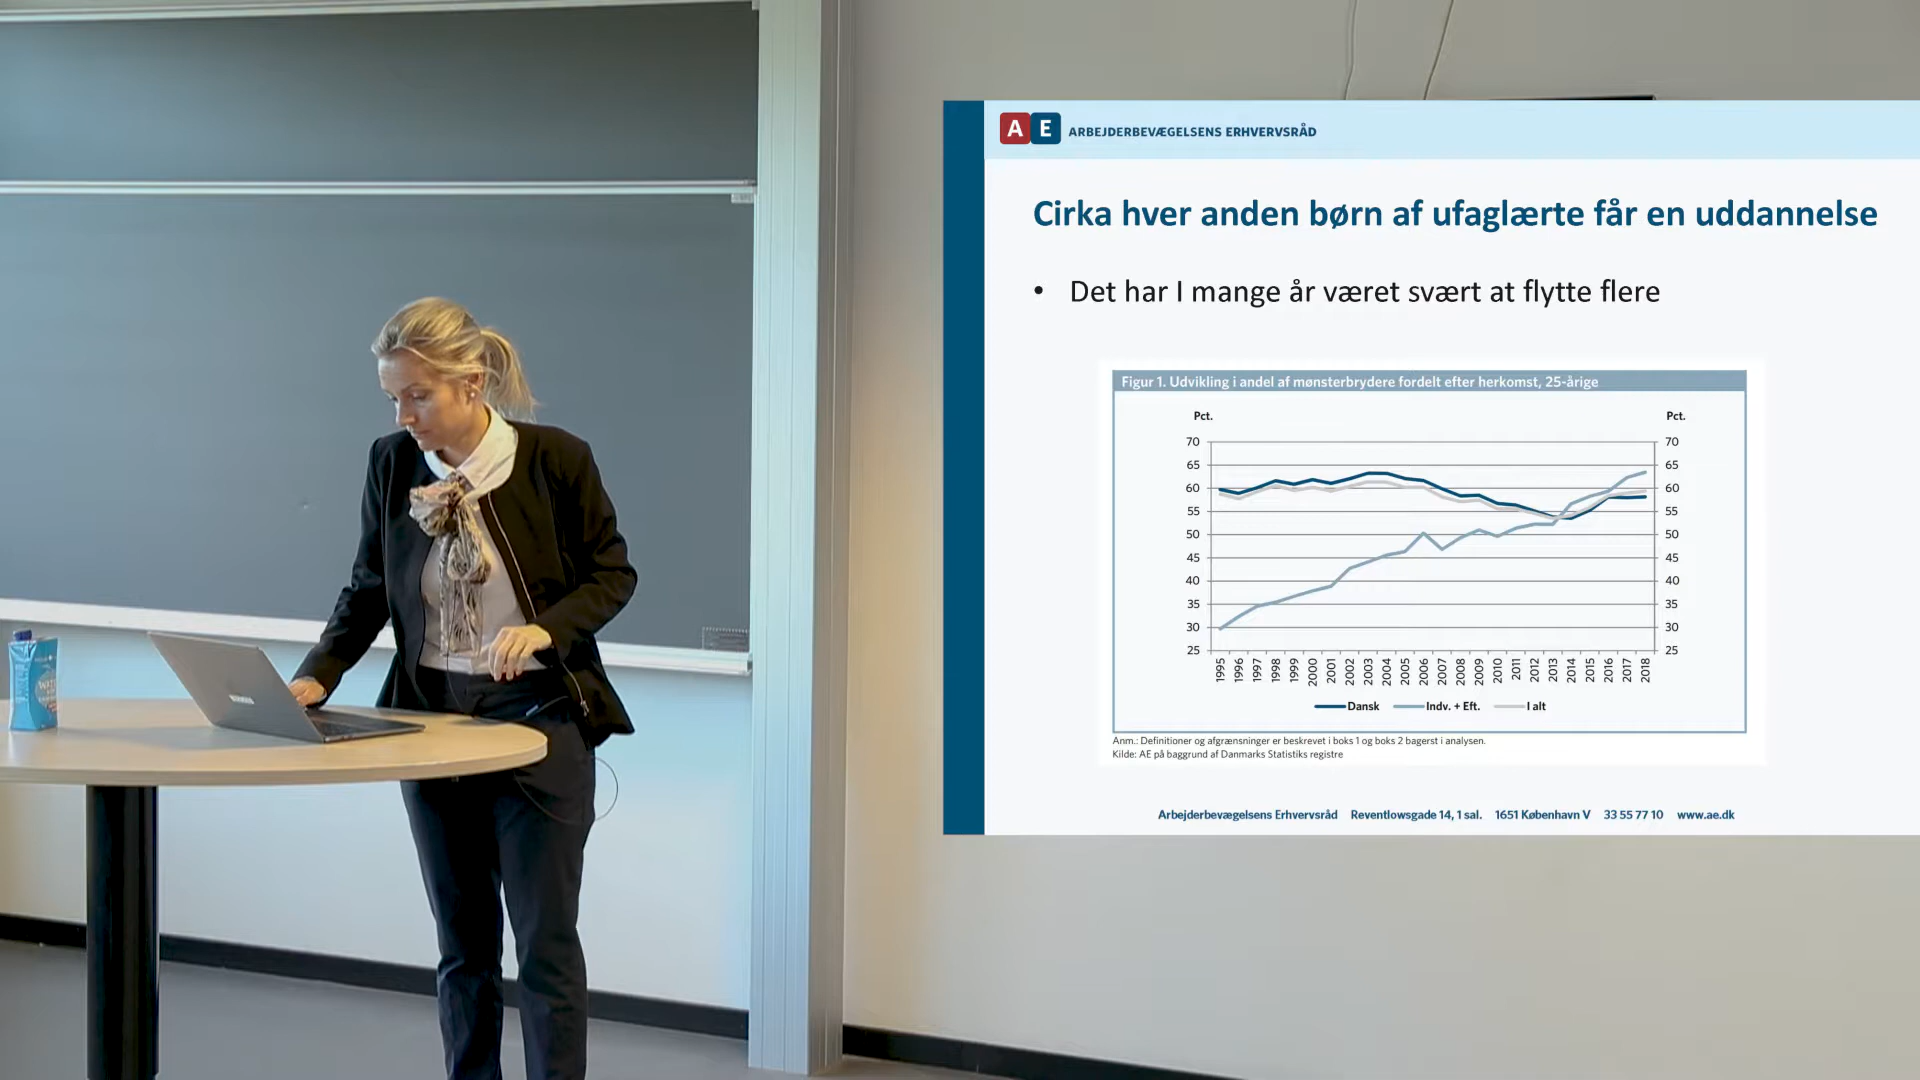 A E ARBEJDERBEVÆGELSENS ERHVERVSRÅD
Cirka hver anden børn af ufaglærte får en uddannelse
• Det har I mange år været svært at flytte flere
Figur 1. Udvikling i andel af mønsterbrydere fordelt efter herkomst, 25-årige
Pct. Pct.
70 70
65 65
60 60
55 55
50 50
45 45
40 40
35 35
30 30
25 25
1995 1996 1997 1998 1999 2000 2001 2002 2003 2004 2005 2006 2007 2008 2009 2010 2011 2012 2013 2014 2015 2016 2017 2018
Dansk Indv. + Eft. I alt
Anm.: Definitioner og afgrænsninger er beskrevet i boks 1 og boks 2 bagerst i analysen.
Kilde: AE på baggrund af Danmarks Statistiks registre
Arbejderbevægelsens Erhvervsråd Reventlowsgade 14, 1 sal. 1651 København V 33 55 77 10 www.ae.dk